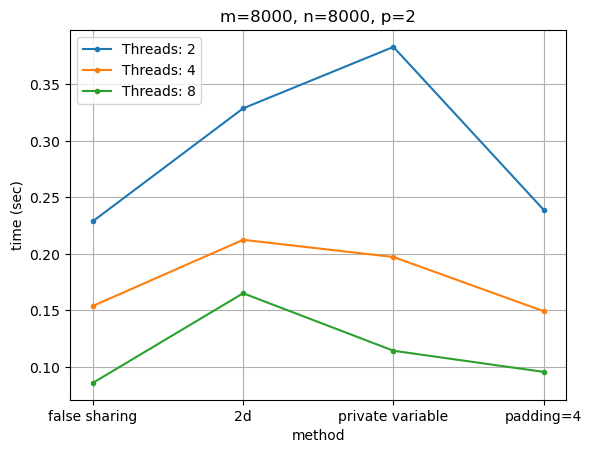 m=8000, n=8000, p=2
Threads: 2
Threads: 4
Threads: 8
0.35
0.30
0.25
0.20
0.15
0.10
time (sec)
false sharing 2d private variable padding=4
method